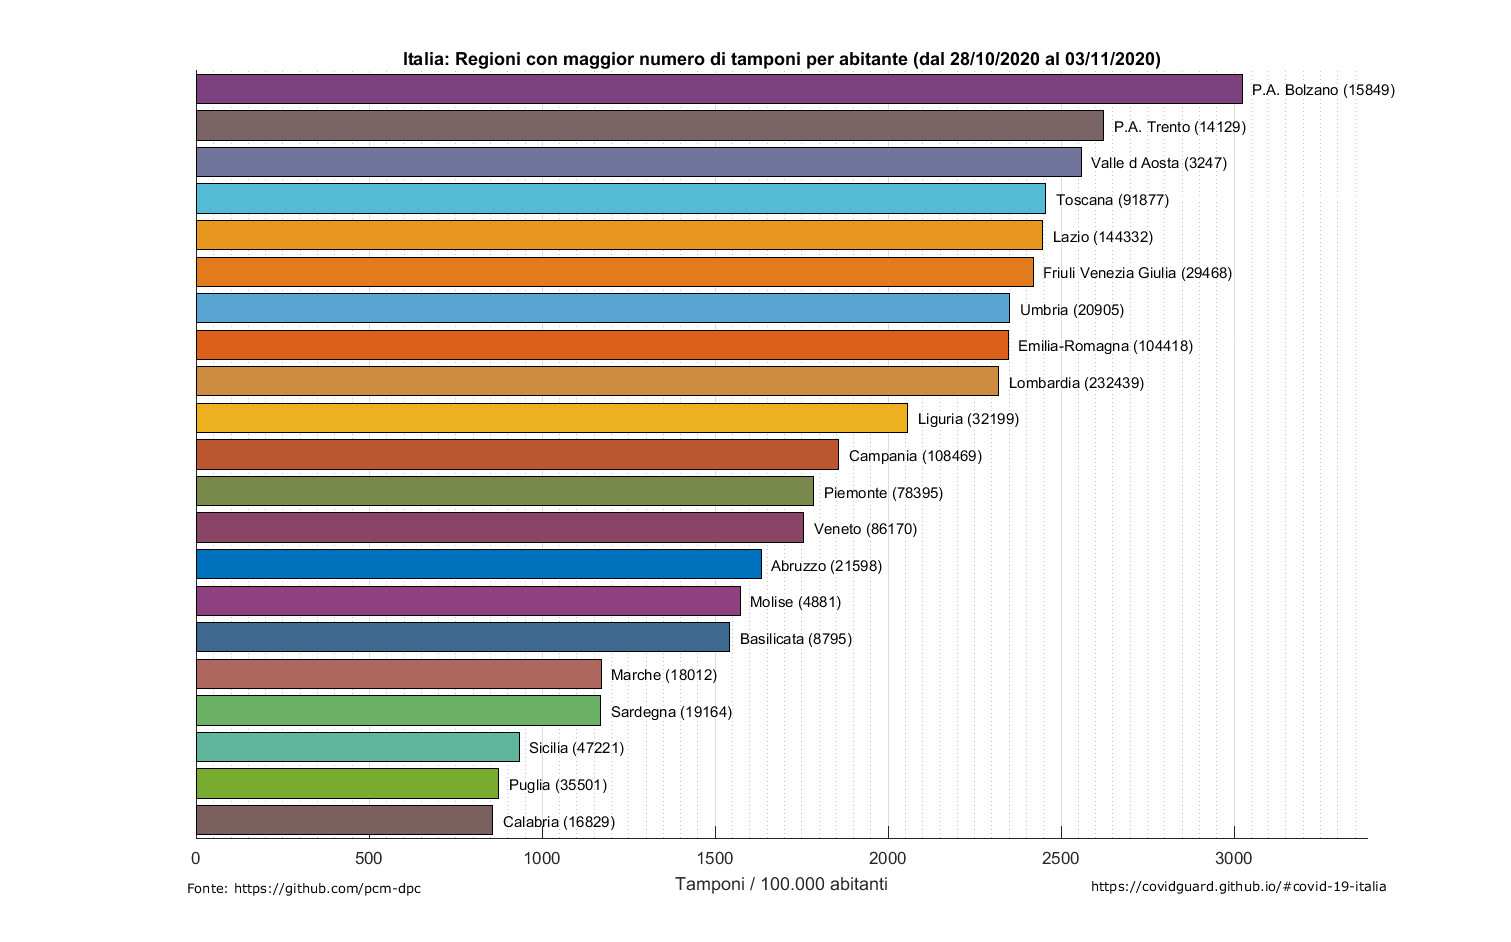 Italia: Regioni con maggior numero di tamponi per abitante (dal 28/10/2020 al 03/11/2020)
P.A. Bolzano (15849)
P.A. Trento (14129)
Valle d Aosta (3247)
Toscana (91877)
Lazio (144332)
Friuli Venezia Giulia (29468)
Umbria (20905)
Emilia-Romagna (104418)
Lombardia (232439)
Liguria (32199)
Campania (108469)
Piemonte (78395)
Veneto (86170)
Abruzzo (21598)
Molise (4881)
Basilicata (8795)
Marche (18012)
Sardegna (19164)
Sicilia (47221)
Puglia (35501)
Calabria (16829)
0 500 1000 1500 2000 2500 3000
Tamponi / 100.000 abitanti
Fonte: https://github.com/pcm-dpc
https://covidguard.github.io/#covid-19-italia